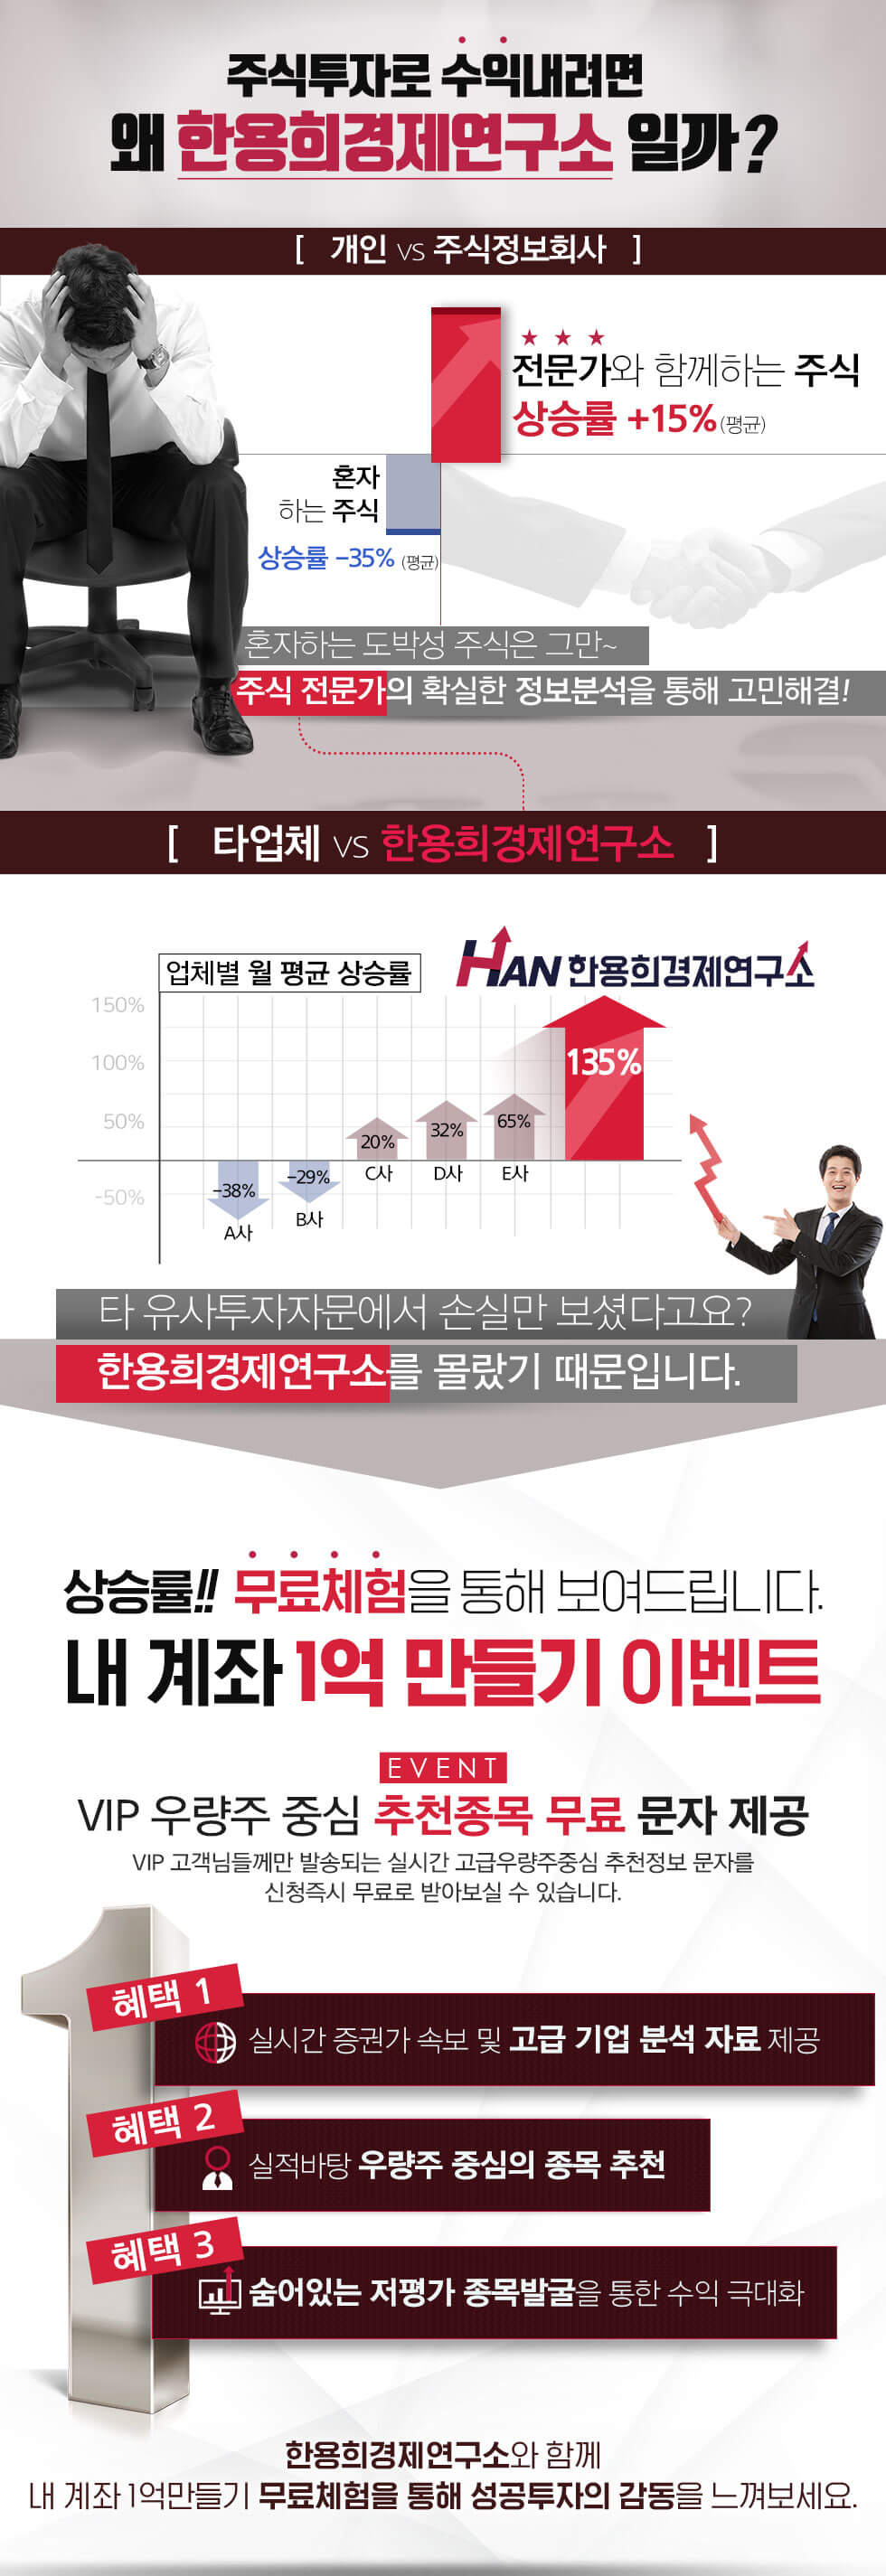 주식투자로 수익내려면
왜 한용희경제연구소 일까?
[ 개인 vs 주식정보회사 ]
전문가와 함께하는 주식
상승률 +15%(평균)
혼자
하는 주식
상승률 -35% (평균)
혼자하는 도박성 주식은 그만~
주식 전문가의 확실한 정보분석을 통해 고민해결!
[ 타업체 vs 한용희경제연구소 ]
업체별 월 평균 상승률
HAN 한용희경제연구소
150%
100%
50%
-50%
-38%
A사
-29%
B사
20%
C사
32%
D사
65%
E사
135%
타 유사투자자문에서 손실만 보셨다고요?
한용희경제연구소를 몰랐기 때문입니다.
상승률!! 무료체험을 통해 보여드립니다.
내 계좌 1억 만들기 이벤트
EVENT
VIP 우량주 중심 추천종목 무료 문자 제공
VIP 고객님들께만 발송되는 실시간 고급우량주중심 추천정보 문자를
신청즉시 무료로 받아보실 수 있습니다.
1
혜택 1
실시간 증권가 속보 및 고급 기업 분석 자료 제공
혜택 2
실적바탕 우량주 중심의 종목 추천
혜택 3
숨어있는 저평가 종목발굴을 통한 수익 극대화
한용희경제연구소와 함께
내 계좌 1억만들기 무료체험을 통해 성공투자의 감동을 느껴보세요.